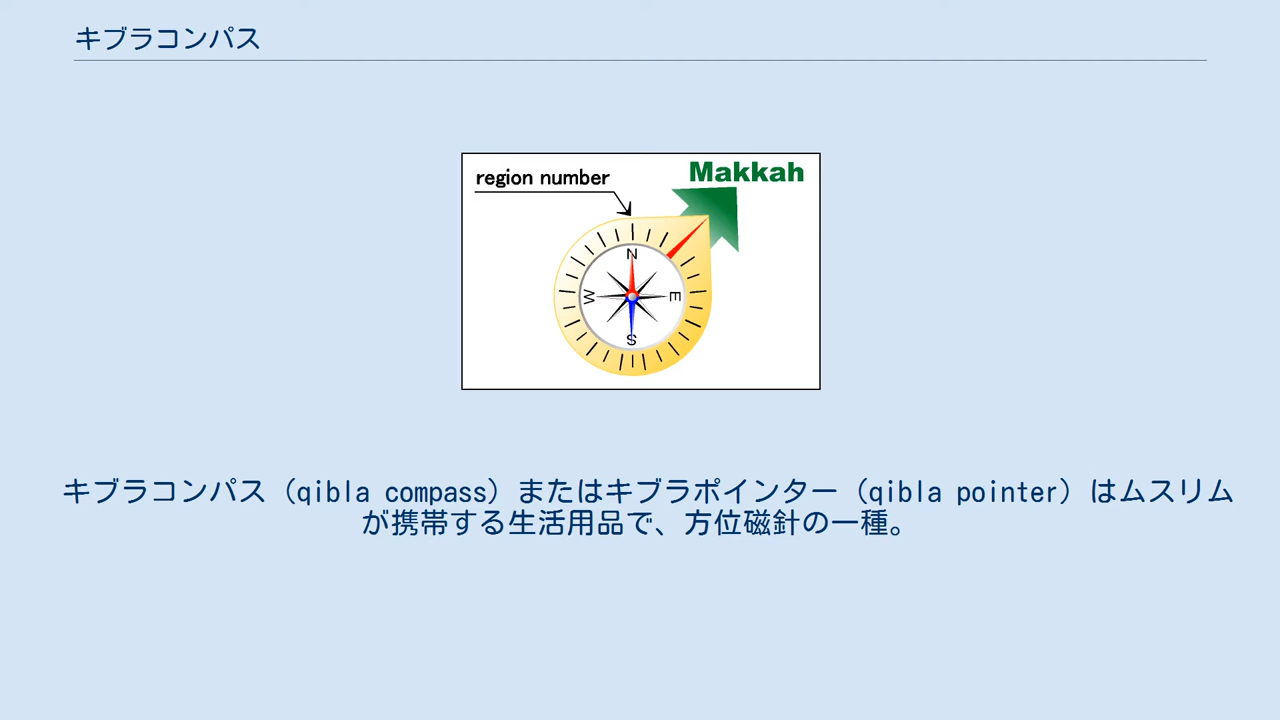 キブラコンパス
region number
Makkah
N
W
E
S
キブラコンパス（qibla compass）またはキブラポインター（qibla pointer）はムスリム
が携帯する生活用品で、方位磁針の一種。